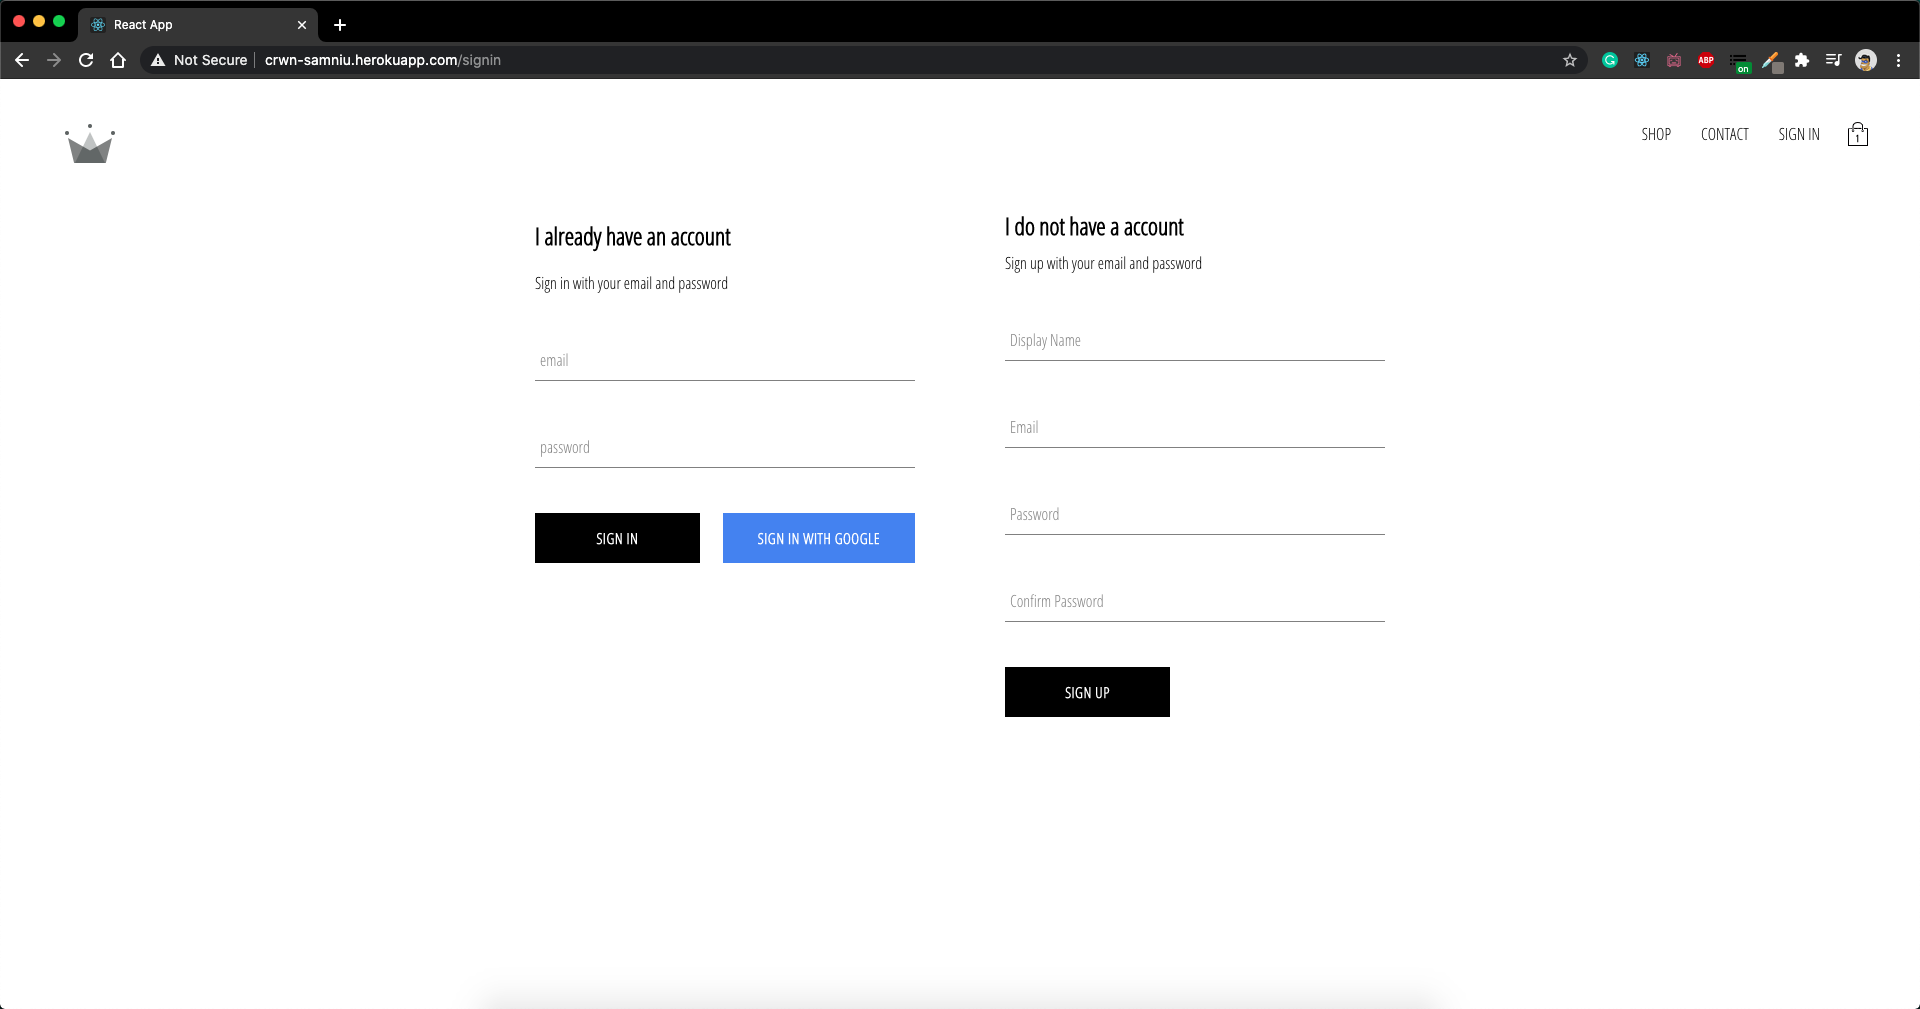 React App
Not Secure crwn-samniu.herokuapp.com/signin
ABP
on
SHOP CONTACT SIGN IN 1
I already have an account
Sign in with your email and password
email
password
SIGN IN SIGN IN WITH GOOGLE
I do not have a account
Sign up with your email and password
Display Name
Email
Password
Confirm Password
SIGN UP